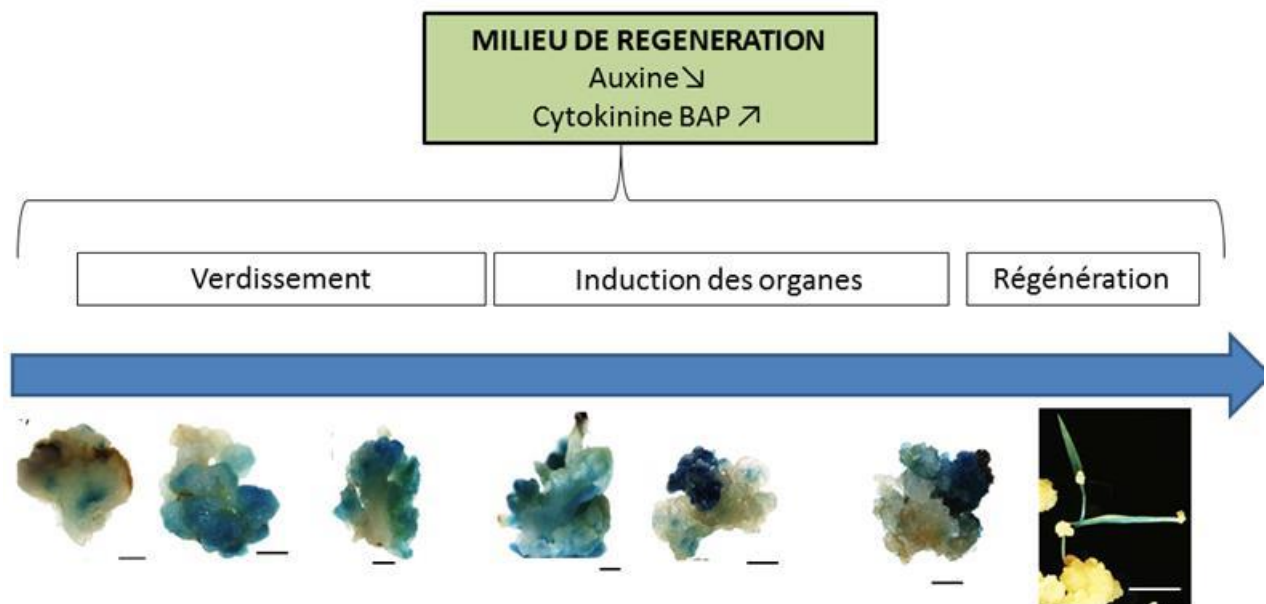 MILIEU DE REGENERATION
Auxine ↘
Cytokinine BAP ↗
Verdissement
Induction des organes
Régénération